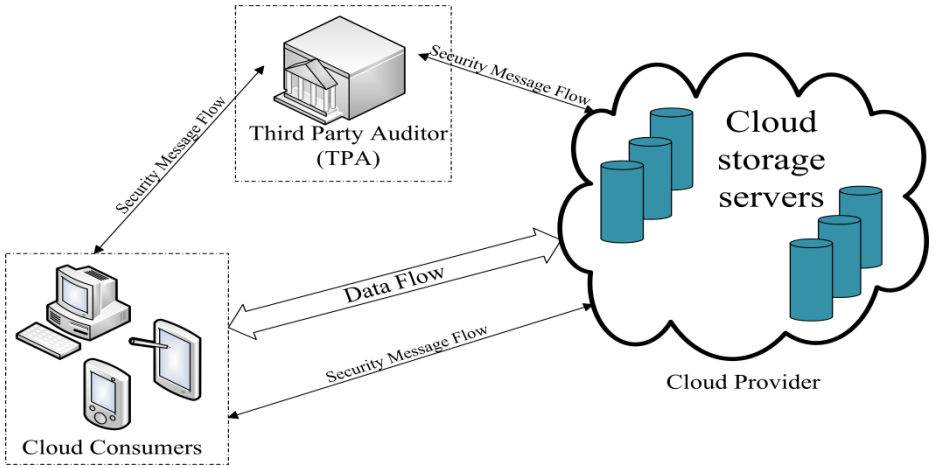 Security Message Flow
Third Party Auditor
(TPA)
Security Message Flow
Cloud
storage
servers
Data Flow
Security Message Flow
Cloud Provider
Cloud Consumers